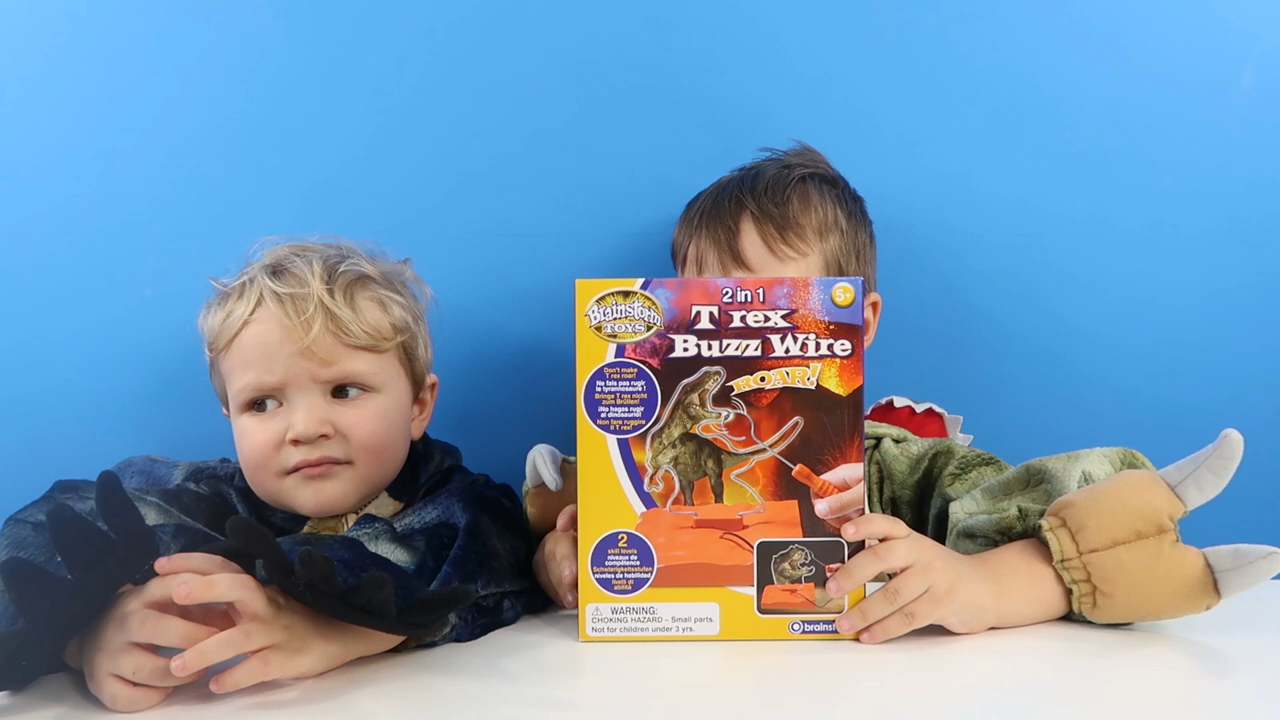 Brainstorm
TOYS
2 in 1
T rex
Buzz Wire
5+
ROAR!
Don't make
T rex roar!
Ne fais pas rugir
le tyrannosaure !
Bringe T rex nicht
zum Brüllen!
¡No hagas rugir
al dinosaurio!
Non fare ruggire
il T rex!
2
skill levels
niveaux de
compétence
Schwierigkeitsstufen
niveles de habilidad
livelli di
abilità
WARNING:
CHOKING HAZARD – Small parts.
Not for children under 3 yrs.
brainst